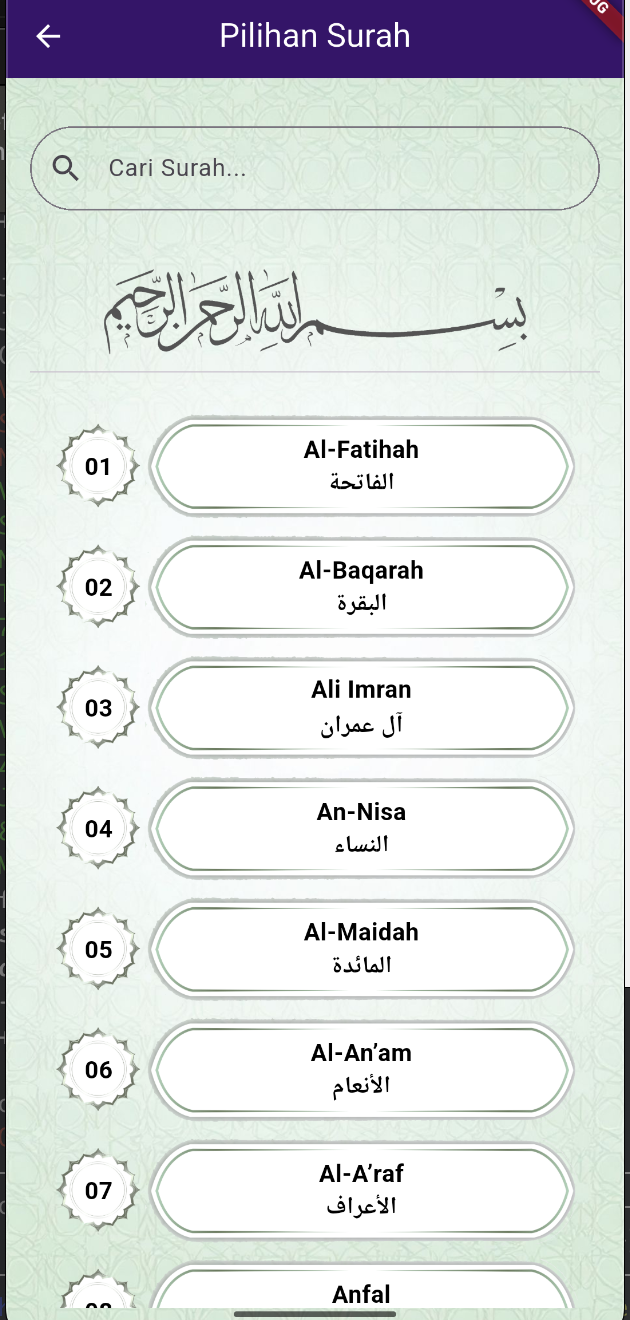 Pilihan Surah
Cari Surah...
بسم الله الرحمن الرحيم
01
Al-Fatihah
الفاتحة
02
Al-Baqarah
البقرة
03
Ali Imran
آل عمران
04
An-Nisa
النساء
05
Al-Maidah
المائدة
06
Al-An’am
الأنعام
07
Al-A’raf
الأعراف
Anfal